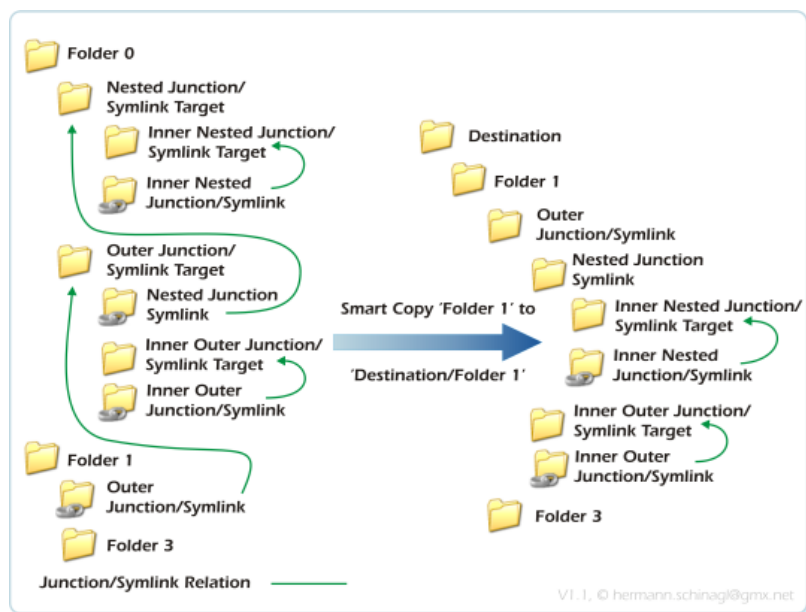 Folder 0
Nested Junction/
Symlink Target
Inner Nested Junction/
Symlink Target
Inner Nested
Junction/Symlink
Outer Junction/
Symlink Target
Nested Junction
Symlink
Inner Outer Junction/
Symlink Target
Inner Outer
Junction/Symlink
Folder 1
Outer
Junction/Symlink
Folder 3
Junction/Symlink Relation
Smart Copy 'Folder 1' to
'Destination/Folder 1'
Destination
Folder 1
Outer
Junction/Symlink
Nested Junction
Symlink
Inner Nested Junction/
Symlink Target
Inner Nested
Junction/Symlink
Inner Outer Junction/
Symlink Target
Inner Outer
Junction/Symlink
Folder 3
V1.1, © hermann.schinagl@gmx.net